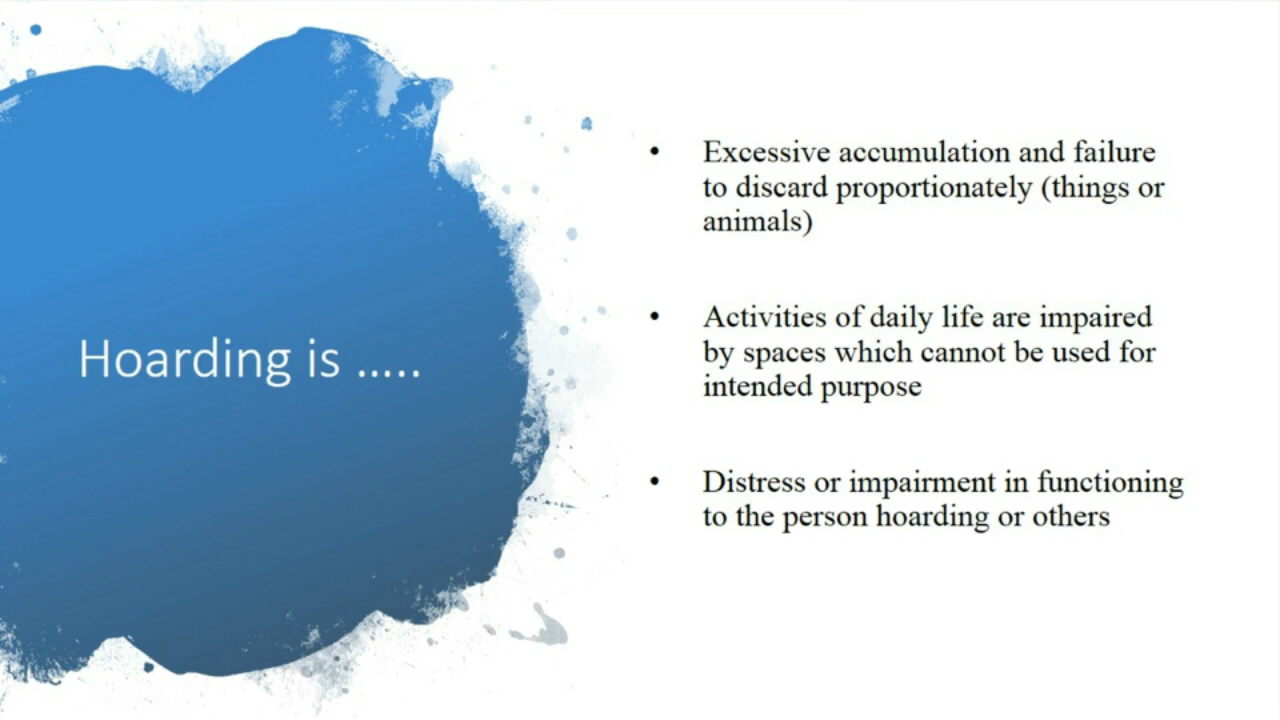 Hoarding is .....
• Excessive accumulation and failure
to discard proportionately (things or
animals)
• Activities of daily life are impaired
by spaces which cannot be used for
intended purpose
• Distress or impairment in functioning
to the person hoarding or others